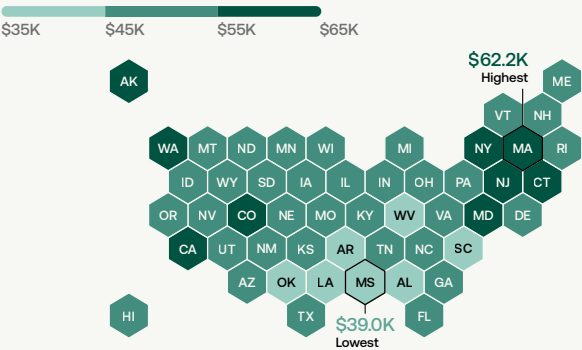 $35K $45K $55K $65K
$62.2K
Highest
AK ME
VT NH
WA MT ND MN WI MI NY MA RI
ID WY SD IA IL IN OH PA NJ CT
OR NV CO NE MO KY WV VA MD DE
CA UT NM KS AR TN NC SC
AZ OK LA MS AL GA
HI TX FL
$39.0K
Lowest